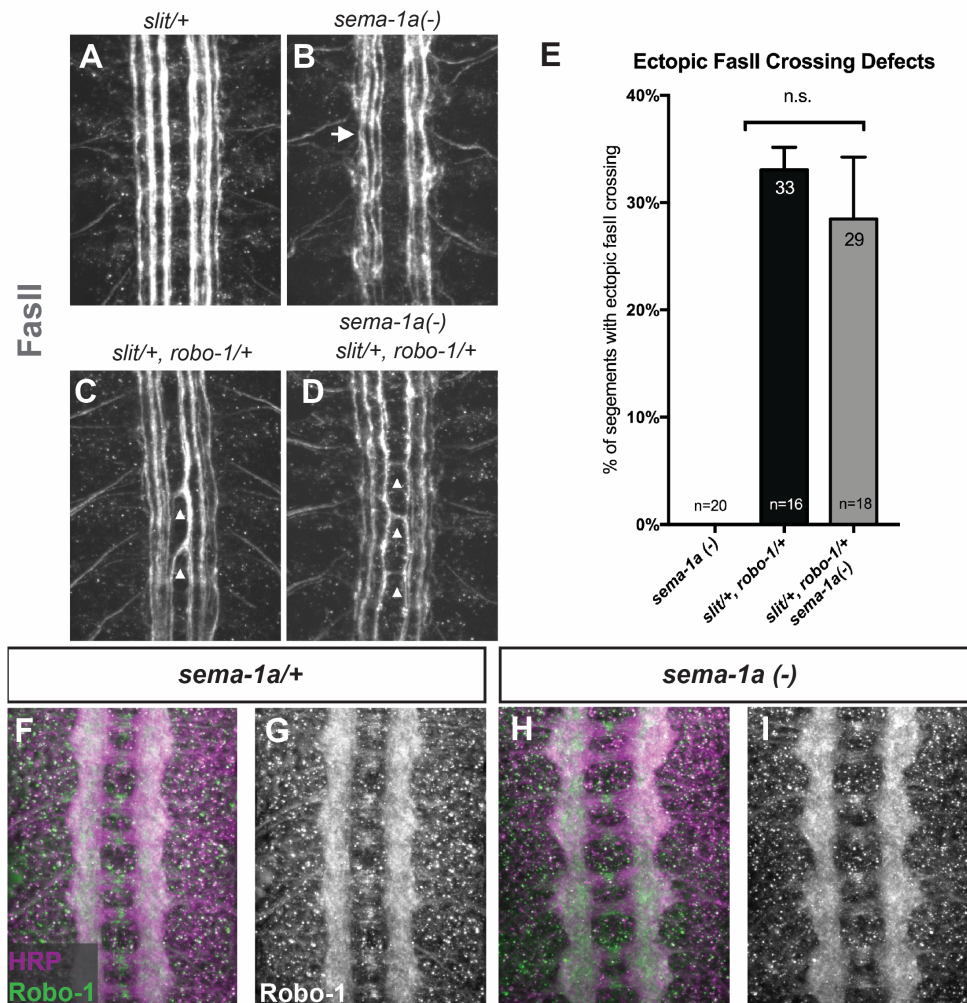 slit/+
sema-1a(-)
A
B
FasII
slit/+, robo-1/+
sema-1a(-)
slit/+, robo-1/+
C
D
E
Ectopic FasII Crossing Defects
n.s.
% of segements with ectopic fasII crossing
40%
30%
20%
10%
0%
33
29
n=20
n=16
n=18
sema-1a (-)
slit/+, robo-1/+
slit/+, robo-1/+
sema-1a(-)
sema-1a/+
sema-1a (-)
F
G
H
I
HRP
Robo-1
Robo-1